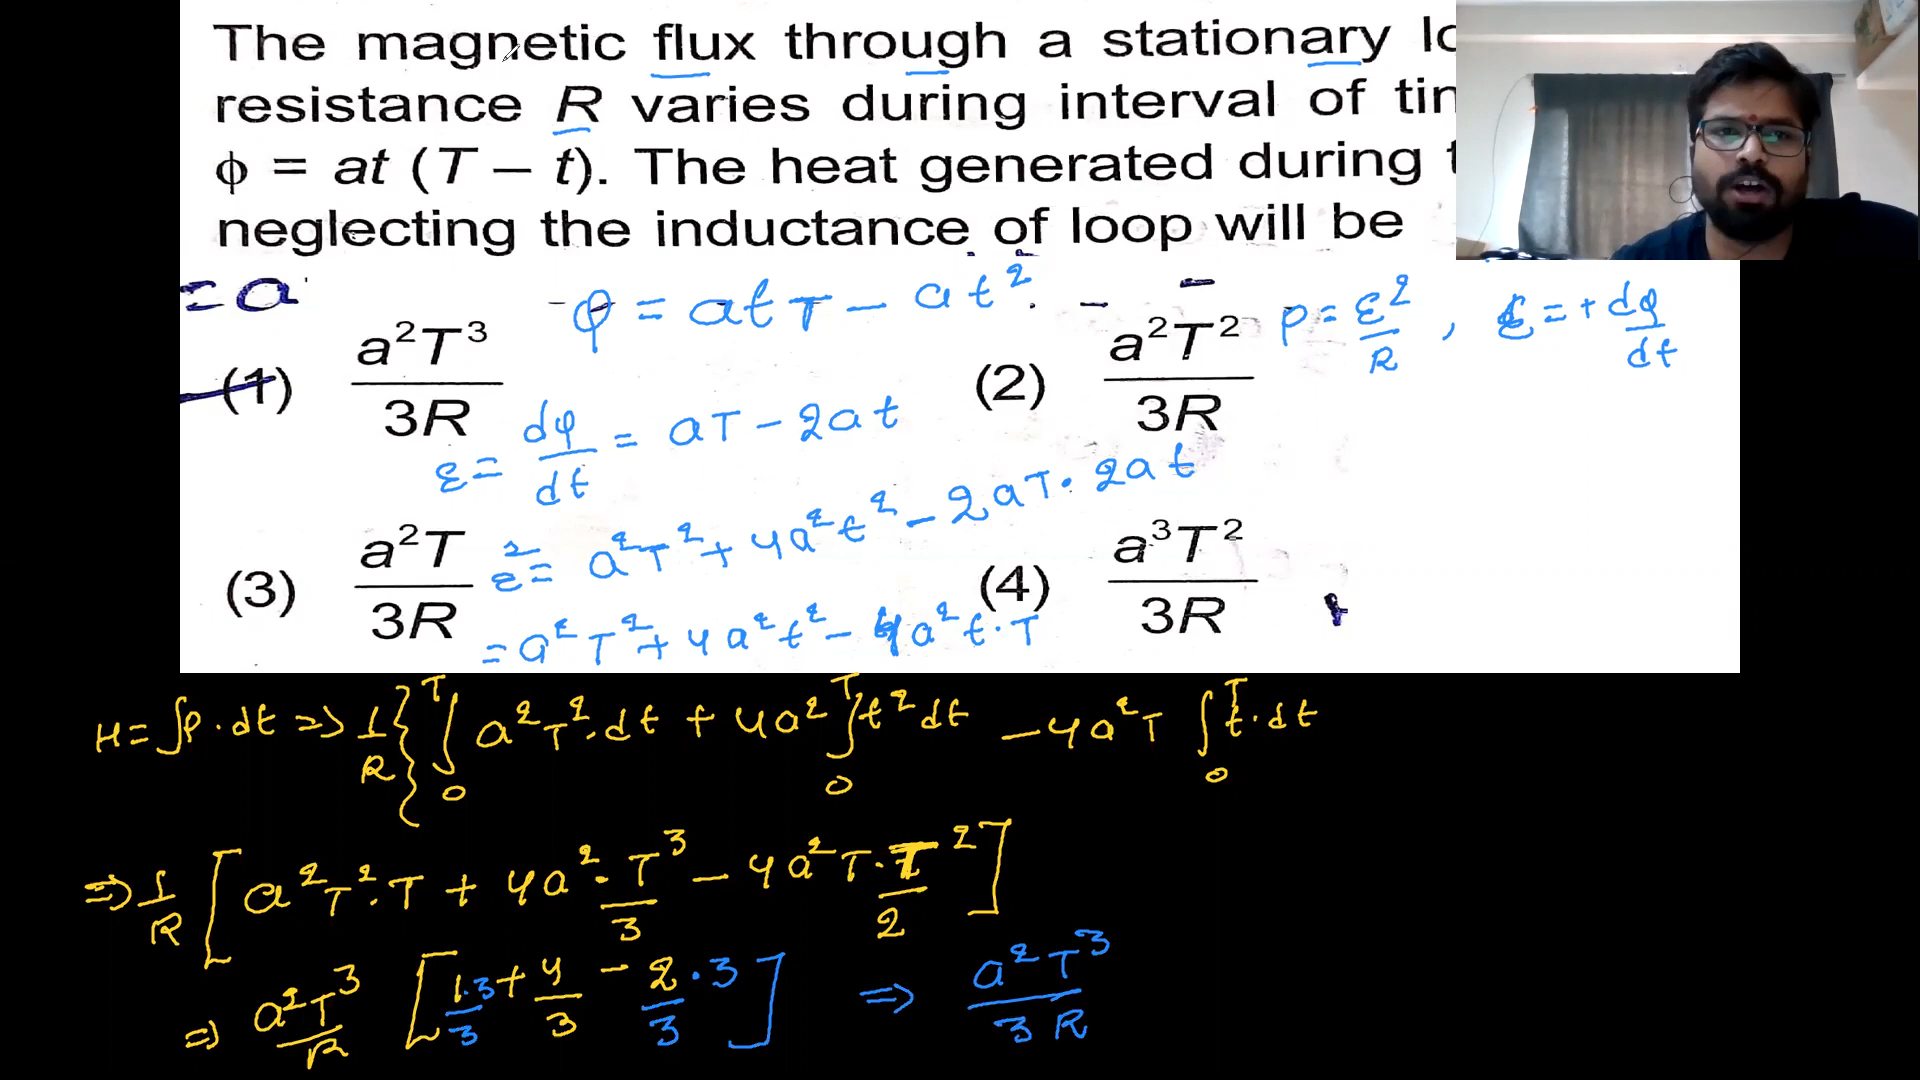 The magnetic flux through a stationary
resistance R varies during interval of
ϕ = at (T – t). The heat generated during
neglecting the inductance of loop will be
= a
φ = atT - at²
P = ε²/R , ε = + dφ/dt
(1) a²T³/3R
(2) a²T²/3R
ε = dφ/dt = aT - 2at
ε² = a²T² + 4a²t² - 2aT · 2at
(3) a²T/3R
(4) a³T²/3R
= a²T² + 4a²t² - 4a²t·T
H = ∫P·dt ⇒ 1/R { ∫₀ᵀ a²T²·dt + 4a² ∫₀ᵀ t² dt - 4a²T ∫₀ᵀ t·dt
⇒ 1/R [ a²T²·T + 4a²·T³/3 - 4a²T·T²/2 ]
⇒ a²T³/R [ 1·3/3 + 4/3 - 2·3/3 ] ⇒ a²T³/3R